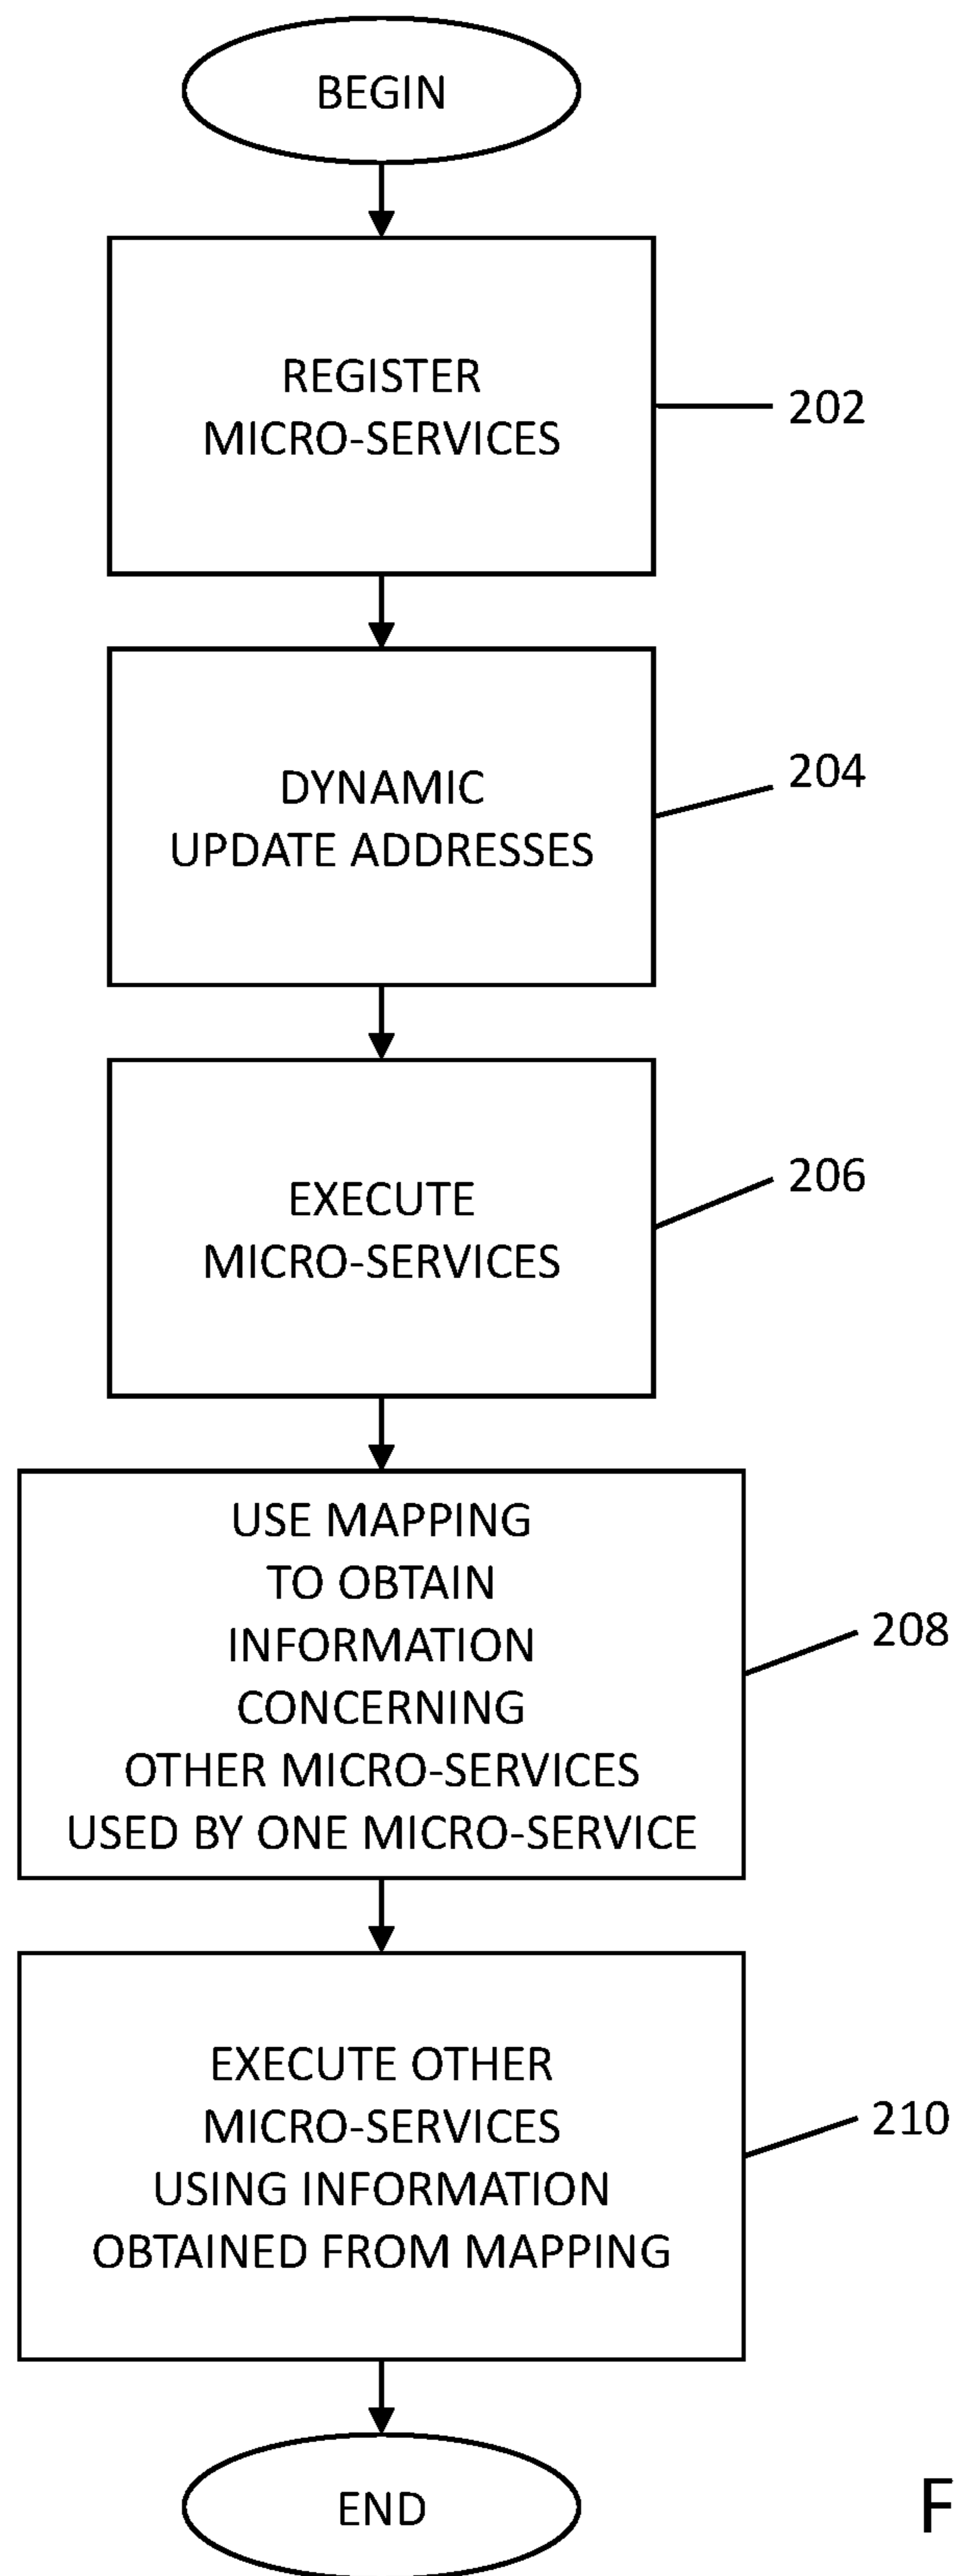 BEGIN
REGISTER
MICRO-SERVICES
202
DYNAMIC
UPDATE ADDRESSES
204
EXECUTE
MICRO-SERVICES
206
USE MAPPING
TO OBTAIN
INFORMATION
CONCERNING
OTHER MICRO-SERVICES
USED BY ONE MICRO-SERVICE
208
EXECUTE OTHER
MICRO-SERVICES
USING INFORMATION
OBTAINED FROM MAPPING
210
END
F